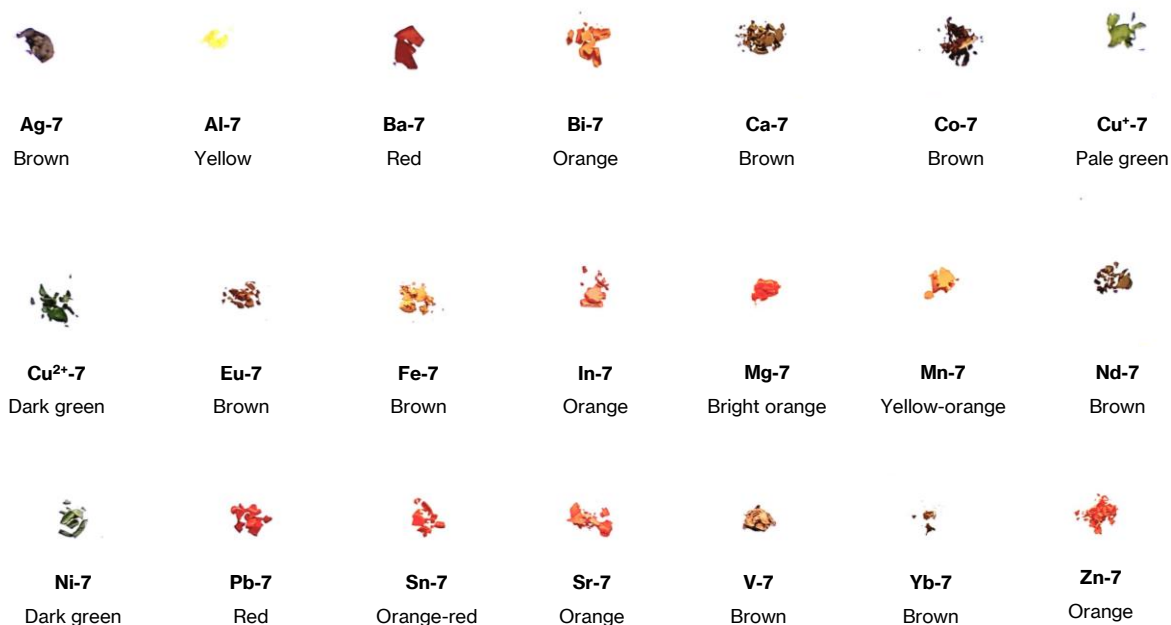 Ag-7 Al-7 Ba-7 Bi-7 Ca-7 Co-7 Cu⁺-7
Brown Yellow Red Orange Brown Brown Pale green
Cu²⁺-7 Eu-7 Fe-7 In-7 Mg-7 Mn-7 Nd-7
Dark green Brown Brown Orange Bright orange Yellow-orange Brown
Ni-7 Pb-7 Sn-7 Sr-7 V-7 Yb-7 Zn-7
Dark green Red Orange-red Orange Brown Brown Orange